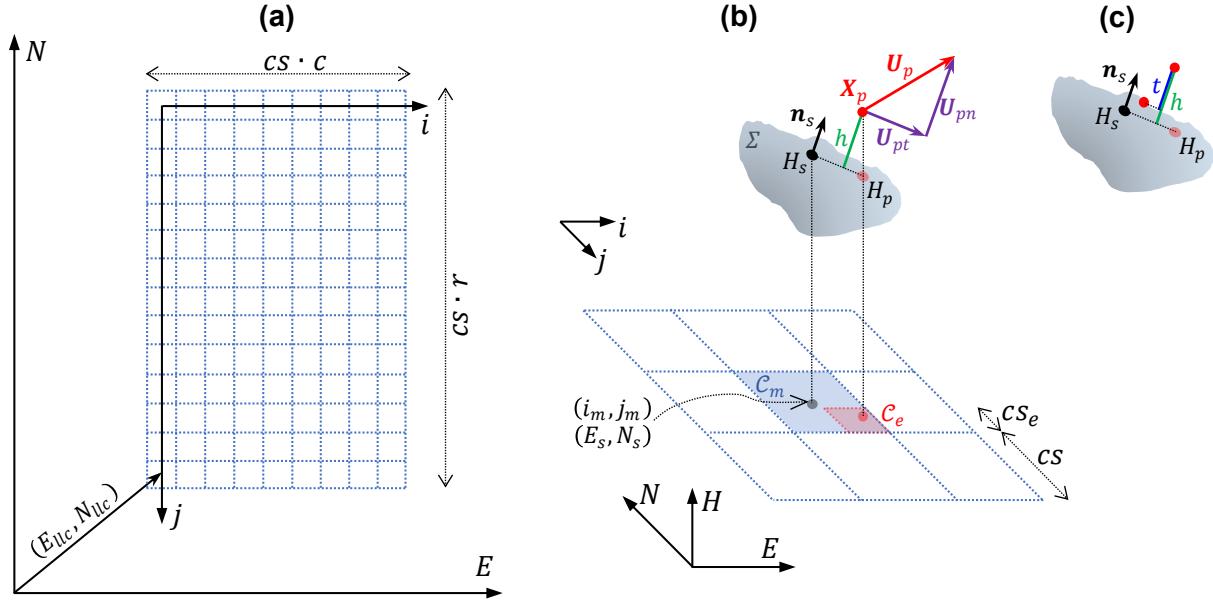 (a)
N
cs · c
i
cs · r
j
(E_llc, N_llc)
E
(b)
U_p
X_p
n_s
U_pn
Σ
h
U_pt
H_s
H_p
i
j
𝒞_m
(i_m, j_m)
(E_s, N_s)
𝒞_e
cs_e
cs
N
H
E
(c)
n_s
t
h
H_s
H_p